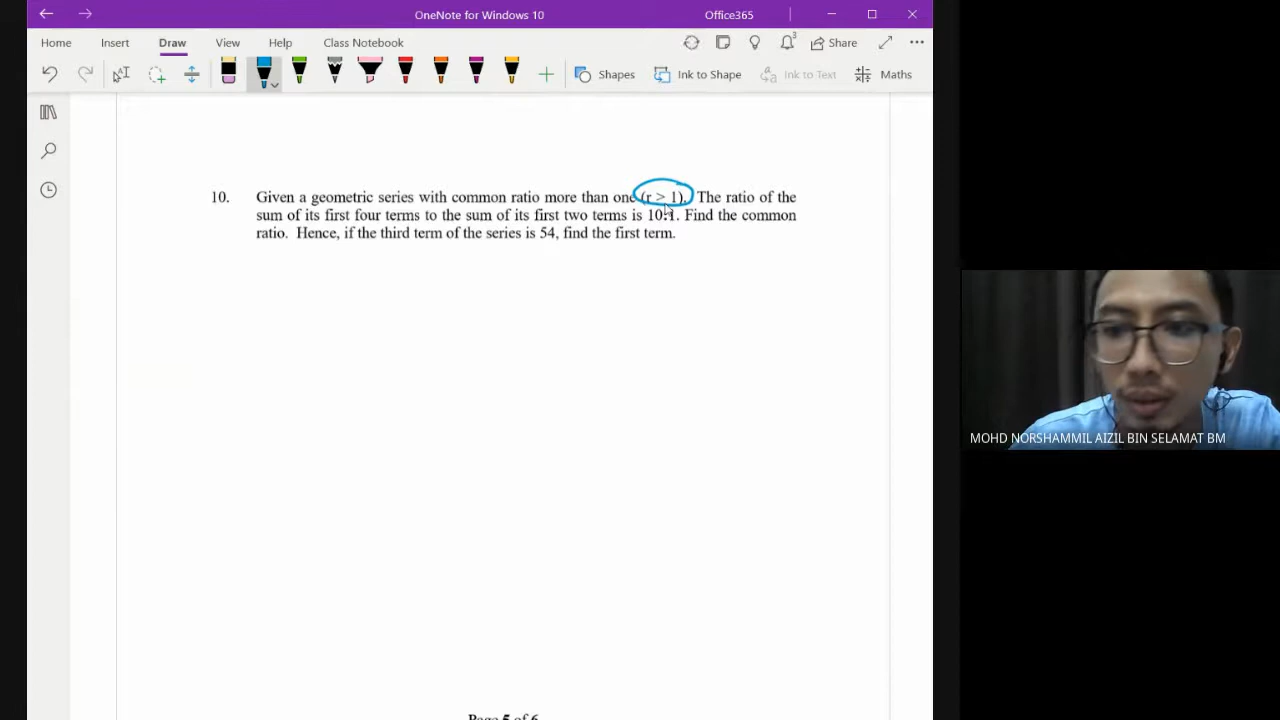 OneNote for Windows 10
Office365
Home Insert Draw View Help Class Notebook
3
Share
Shapes Ink to Shape Ink to Text Maths
10. Given a geometric series with common ratio more than one (r > 1). The ratio of the
sum of its first four terms to the sum of its first two terms is 10:1. Find the common
ratio. Hence, if the third term of the series is 54, find the first term.
MOHD NORSHAMMIL AIZIL BIN SELAMAT BM
Page 5 of 6